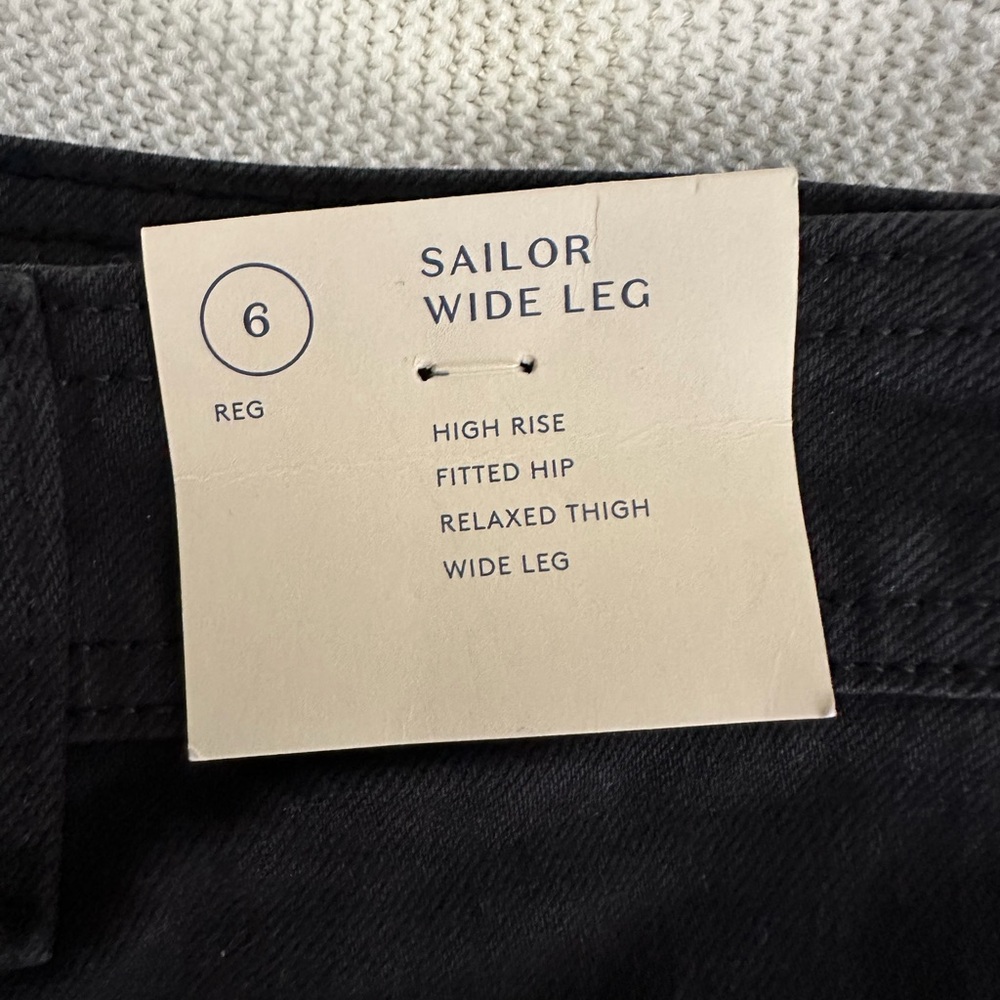 6
REG
SAILOR
WIDE LEG
HIGH RISE
FITTED HIP
RELAXED THIGH
WIDE LEG